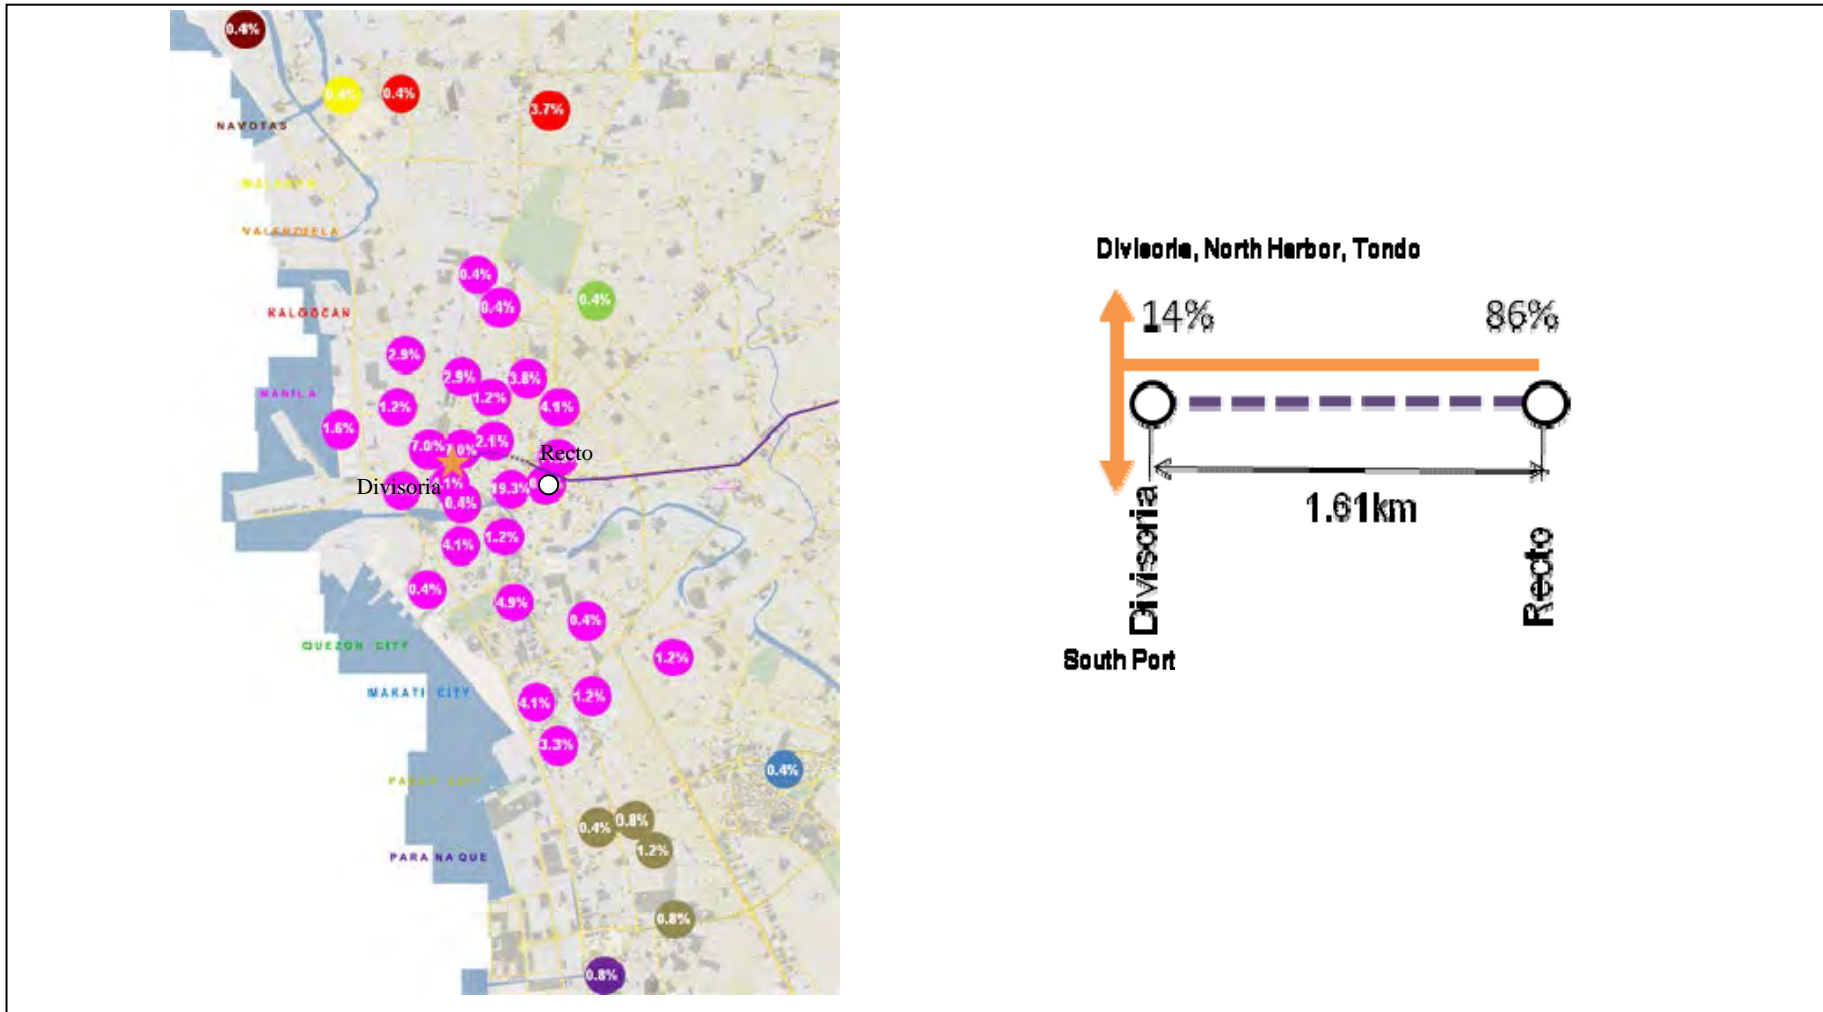 0.4%
0.4%
0.4%
3.7%
NAVOTAS
MALABON
VALENZUELA
0.4%
0.4%
0.4%
KALOOCAN
2.9%
2.9%
3.8%
1.2%
1.2%
4.1%
MANILA
1.6%
7.0%
7.0%
2.1%
Recto
Divisoria
19.3%
0.4%
4.1%
1.2%
0.4%
4.9%
0.4%
QUEZON CITY
1.2%
MAKATI CITY
4.1%
1.2%
3.3%
0.4%
PASAY CITY
0.4%
0.8%
1.2%
PARANAQUE
0.8%
0.8%
Divisoria, North Harbor, Tondo
14%
86%
1.61km
Divisoria
Recto
South Port